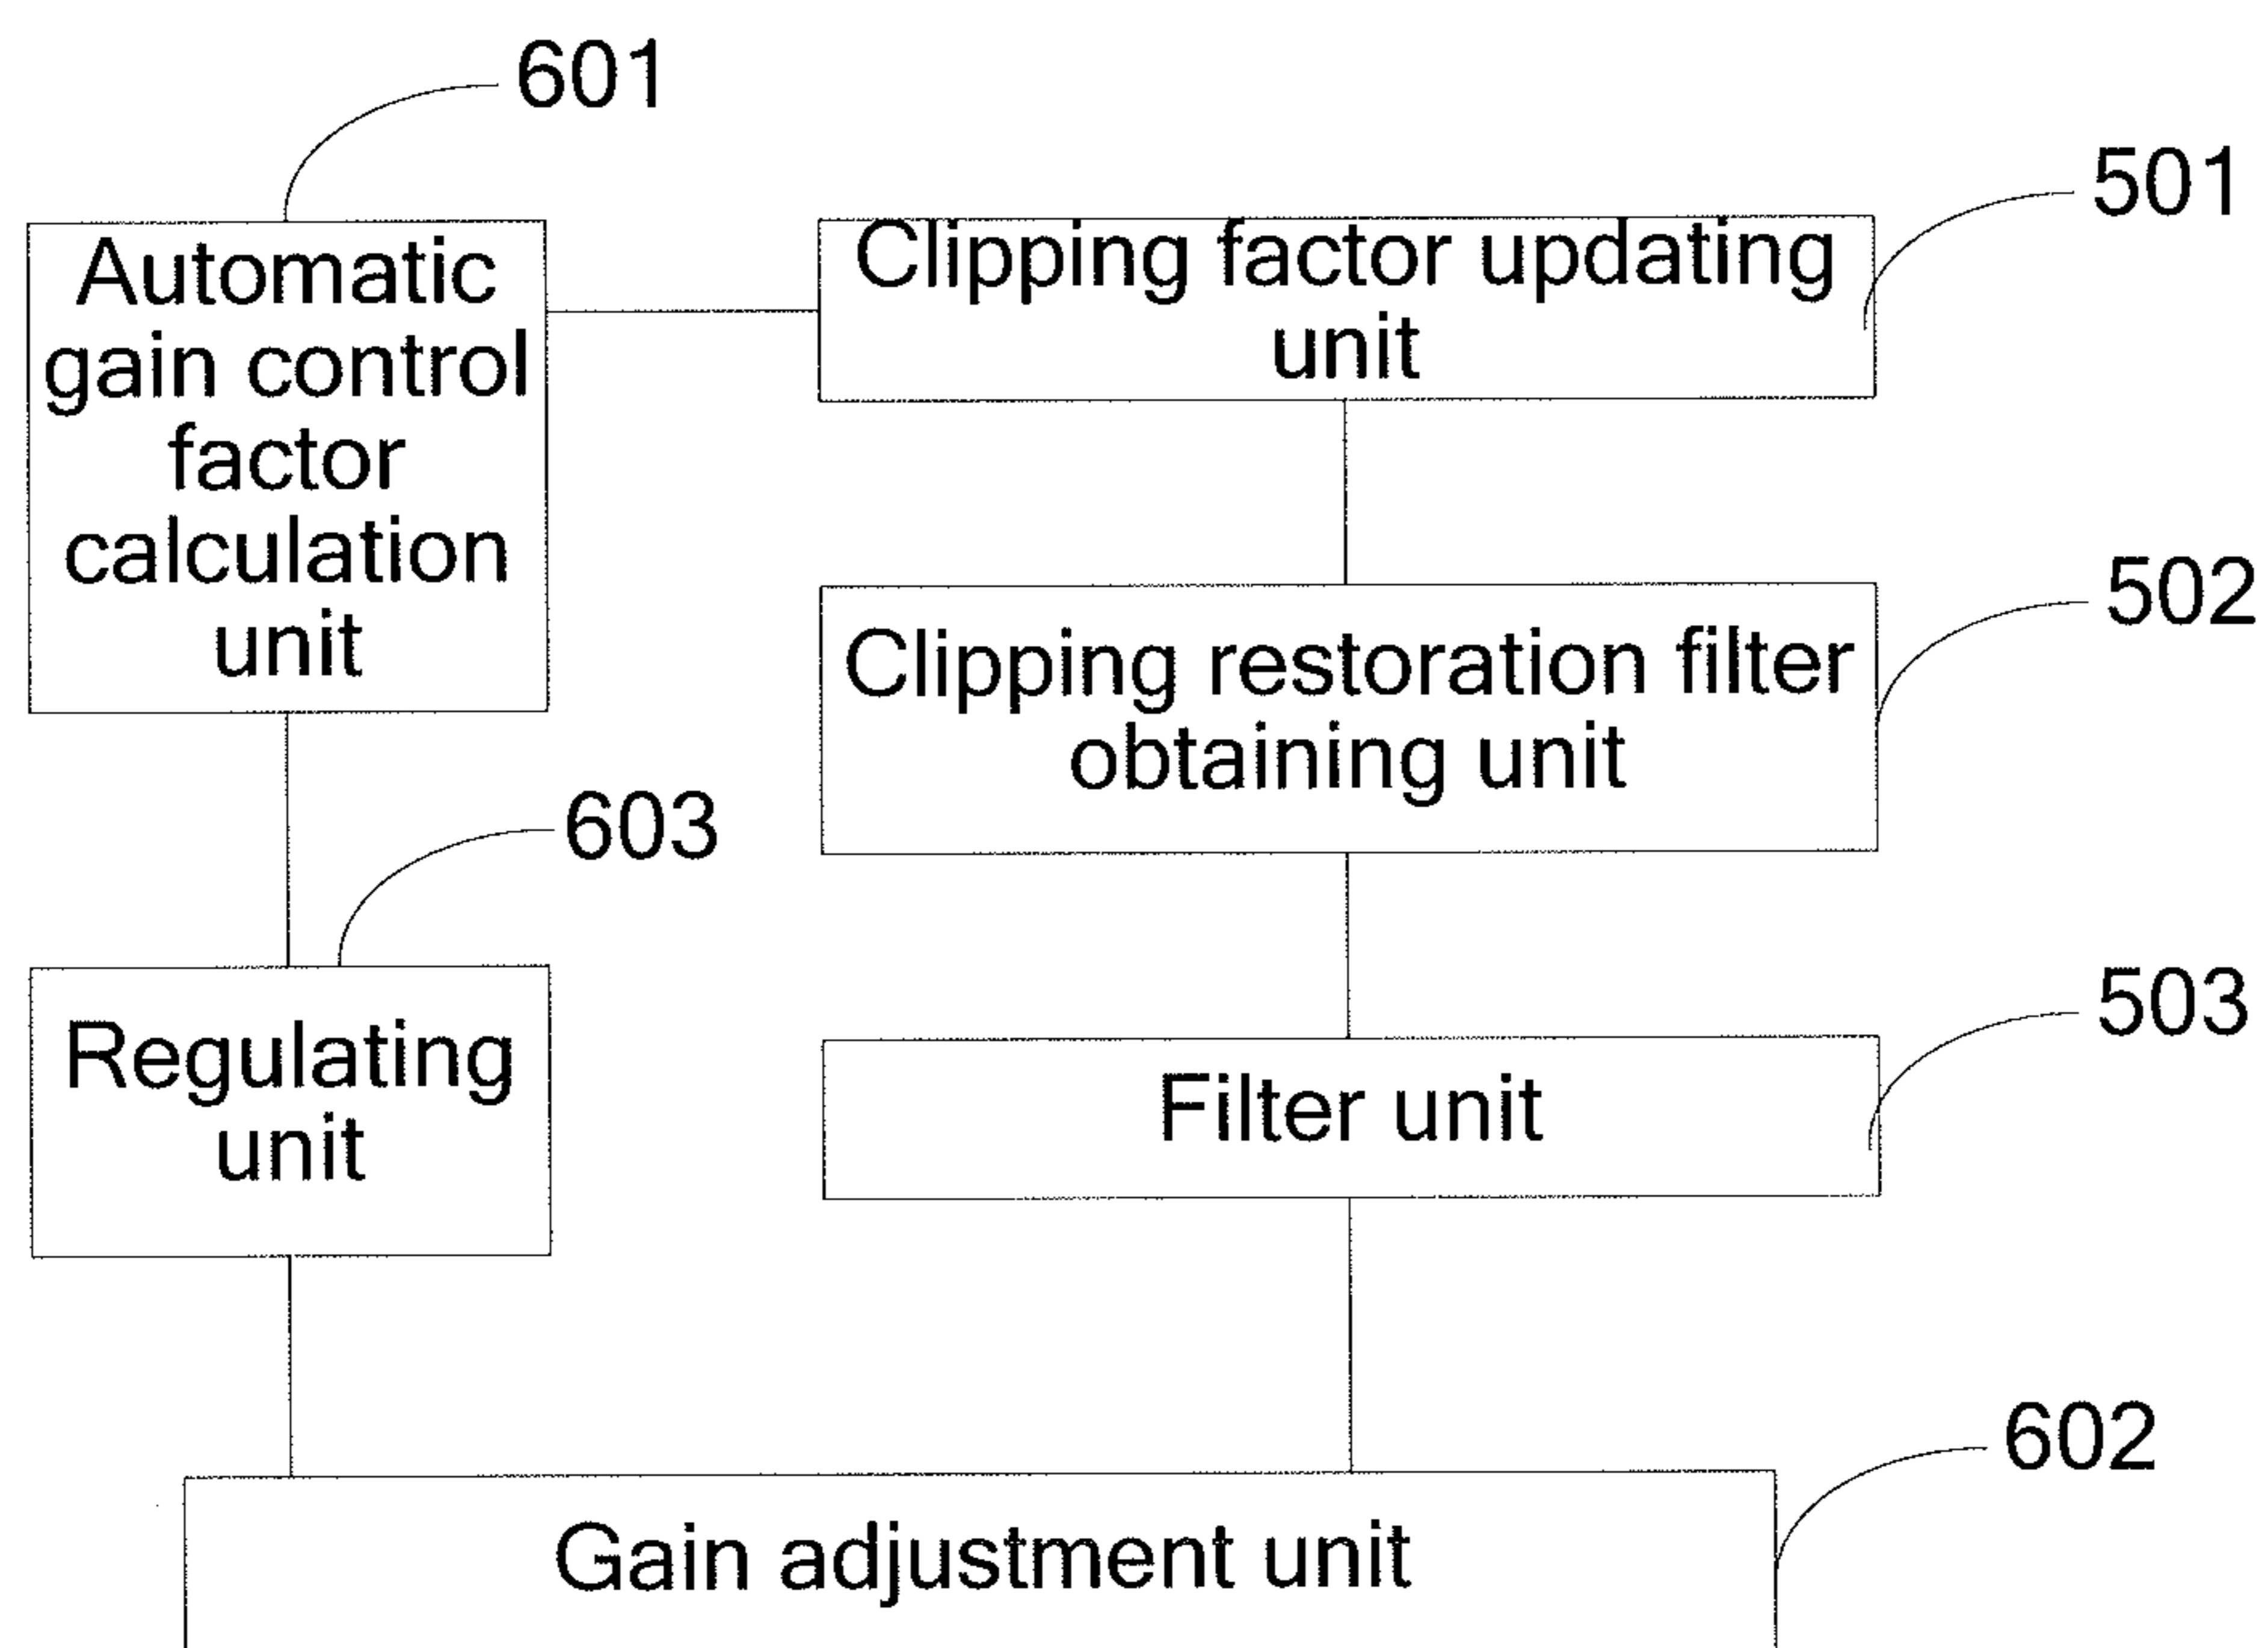 601
501
Automatic
gain control
factor
calculation
unit
Clipping factor updating
unit
502
Clipping restoration filter
obtaining unit
603
Regulating
unit
503
Filter unit
602
Gain adjustment unit